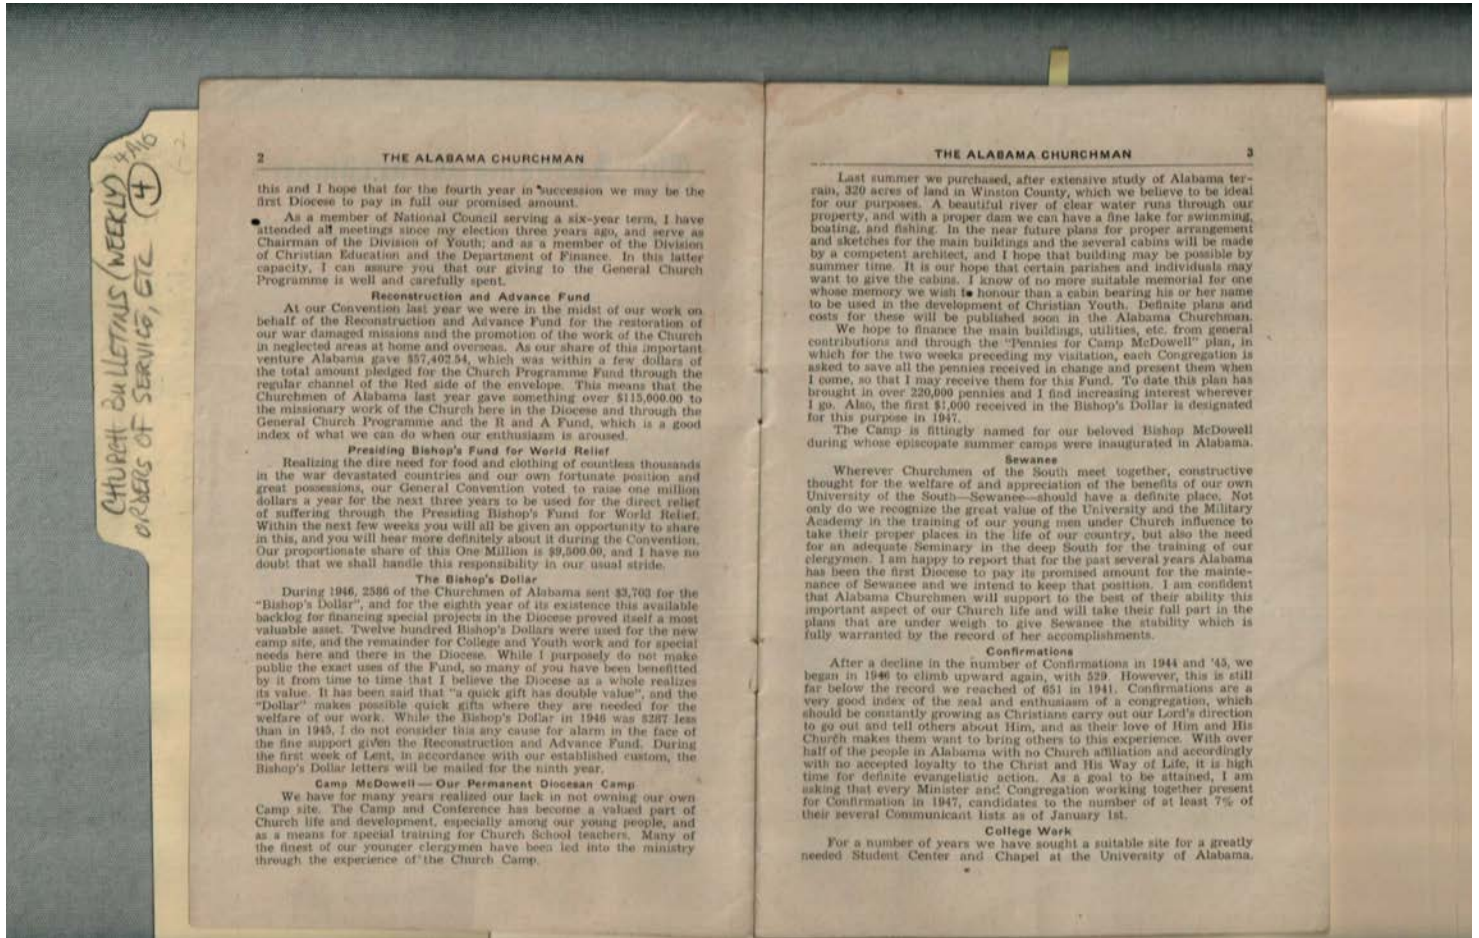 CHURCH BULLETINS (WEEKLY)
ORDERS OF SERVICE, ETC
4
2 THE ALABAMA CHURCHMAN
this and I hope that for the fourth year in succession we may be the
first Diocese to pay in full our promised amount.
As a member of National Council serving a six-year term, I have
attended all meetings since my election three years ago, and serve as
Chairman of the Division of Youth; and as a member of the Division
of Christian Education and the Department of Finance. In this latter
capacity, I can assure you that our giving to the General Church
Programme is well and carefully spent.
Reconstruction and Advance Fund
At our Convention last year we were in the midst of our work on
behalf of the Reconstruction and Advance Fund for the restoration of
our war damaged missions and the promotion of the work of the Church
in neglected areas at home and overseas. As our share of this important
venture Alabama gave $57,402.54, which was within a few dollars of
the total amount pledged for the Church Programme Fund through the
regular channel of the Red side of the envelope. This means that the
Churchmen of Alabama last year gave something over $115,000.00 to
the missionary work of the Church here in the Diocese and through the
General Church Programme and the R and A Fund, which is a good
index of what we can do when our enthusiasm is aroused.
Presiding Bishop's Fund for World Relief
Realizing the dire need for food and clothing of countless thousands
in the war devastated countries and our own fortunate position and
great possessions, our General Convention voted to raise one million
dollars a year for the next three years to be used for the direct relief
of suffering through the Presiding Bishop's Fund for World Relief.
Within the next few weeks you will all be given an opportunity to share
in this, and you will hear more definitely about it during the Convention.
Our proportionate share of this One Million is $9,500.00, and I have no
doubt that we shall handle this responsibility in our usual stride.
The Bishop's Dollar
During 1946, 2586 of the Churchmen of Alabama sent $3,703 for the
"Bishop's Dollar", and for the eighth year of its existence this available
backlog for financing special projects in the Diocese proved itself a most
valuable asset. Twelve hundred Bishop's Dollars were used for the new
camp site, and the remainder for College and Youth work and for special
needs here and there in the Diocese. While I purposely do not make
public the exact uses of the Fund, so many of you have been benefitted
by it from time to time that I believe the Diocese as a whole realizes
its value. It has been said that "a quick gift has double value", and the
"Dollar" makes possible quick gifts where they are needed for the
welfare of our work. While the Bishop's Dollar in 1946 was $287 less
than in 1945, I do not consider this any cause for alarm in the face of
the fine support given the Reconstruction and Advance Fund. During
the first week of Lent, in accordance with our established custom, the
Bishop's Dollar letters will be mailed for the ninth year.
Camp McDowell — Our Permanent Diocesan Camp
We have for many years realized our lack in not owning our own
Camp site. The Camp and Conference has become a valued part of
Church life and development, especially among our young people, and
as a means for special training for Church School teachers. Many of
the finest of our younger clergymen have been led into the ministry
through the experience of the Church Camp.
THE ALABAMA CHURCHMAN 3
Last summer we purchased, after extensive study of Alabama ter-
rain, 320 acres of land in Winston County, which we believe to be ideal
for our purposes. A beautiful river of clear water runs through our
property, and with a proper dam we can have a fine lake for swimming,
boating, and fishing. In the near future plans for proper arrangement
and sketches for the main buildings and the several cabins will be made
by a competent architect, and I hope that building may be possible by
summer time. It is our hope that certain parishes and individuals may
want to give the cabins. I know of no more suitable memorial for one
whose memory we wish to honour than a cabin bearing his or her name
to be used in the development of Christian Youth. Definite plans and
costs for these will be published soon in the Alabama Churchman.
We hope to finance the main buildings, utilities, etc. from general
contributions and through the "Pennies for Camp McDowell" plan, in
which for the two weeks preceding my visitation, each Congregation is
asked to save all the pennies received in change and present them when
I come, so that I may receive them for this Fund. To date this plan has
brought in over 220,000 pennies and I find increasing interest wherever
I go. Also, the first $1,000 received in the Bishop's Dollar is designated
for this purpose in 1947.
The Camp is fittingly named for our beloved Bishop McDowell
during whose episcopate summer camps were inaugurated in Alabama.
Sewanee
Wherever Churchmen of the South meet together, constructive
thought for the welfare of and appreciation of the benefits of our own
University of the South—Sewanee—should have a definite place. Not
only do we recognize the great value of the University and the Military
Academy in the training of our young men under Church influence to
take their proper places in the life of our country, but also the need
for an adequate Seminary in the deep South for the training of our
clergymen. I am happy to report that for the past several years Alabama
has been the first Diocese to pay its promised amount for the mainte-
nance of Sewanee and we intend to keep that position. I am confident
that Alabama Churchmen will support to the best of their ability this
important aspect of our Church life and will take their full part in the
plans that are under weigh to give Sewanee the stability which is
fully warranted by the record of her accomplishments.
Confirmations
After a decline in the number of Confirmations in 1944 and '45, we
began in 1946 to climb upward again, with 529. However, this is still
far below the record we reached of 651 in 1941. Confirmations are a
very good index of the zeal and enthusiasm of a congregation, which
should be constantly growing as Christians carry out our Lord's direction
to go out and tell others about Him, and as their love of Him and His
Church makes them want to bring others to this experience. With over
half of the people in Alabama with no Church affiliation and accordingly
with no accepted loyalty to the Christ and His Way of Life, it is high
time for definite evangelistic action. As a goal to be attained, I am
asking that every Minister and Congregation working together present
for Confirmation in 1947, candidates to the number of at least 7% of
their several Communicant lists as of January 1st.
College Work
For a number of years we have sought a suitable site for a greatly
needed Student Center and Chapel at the University of Alabama.